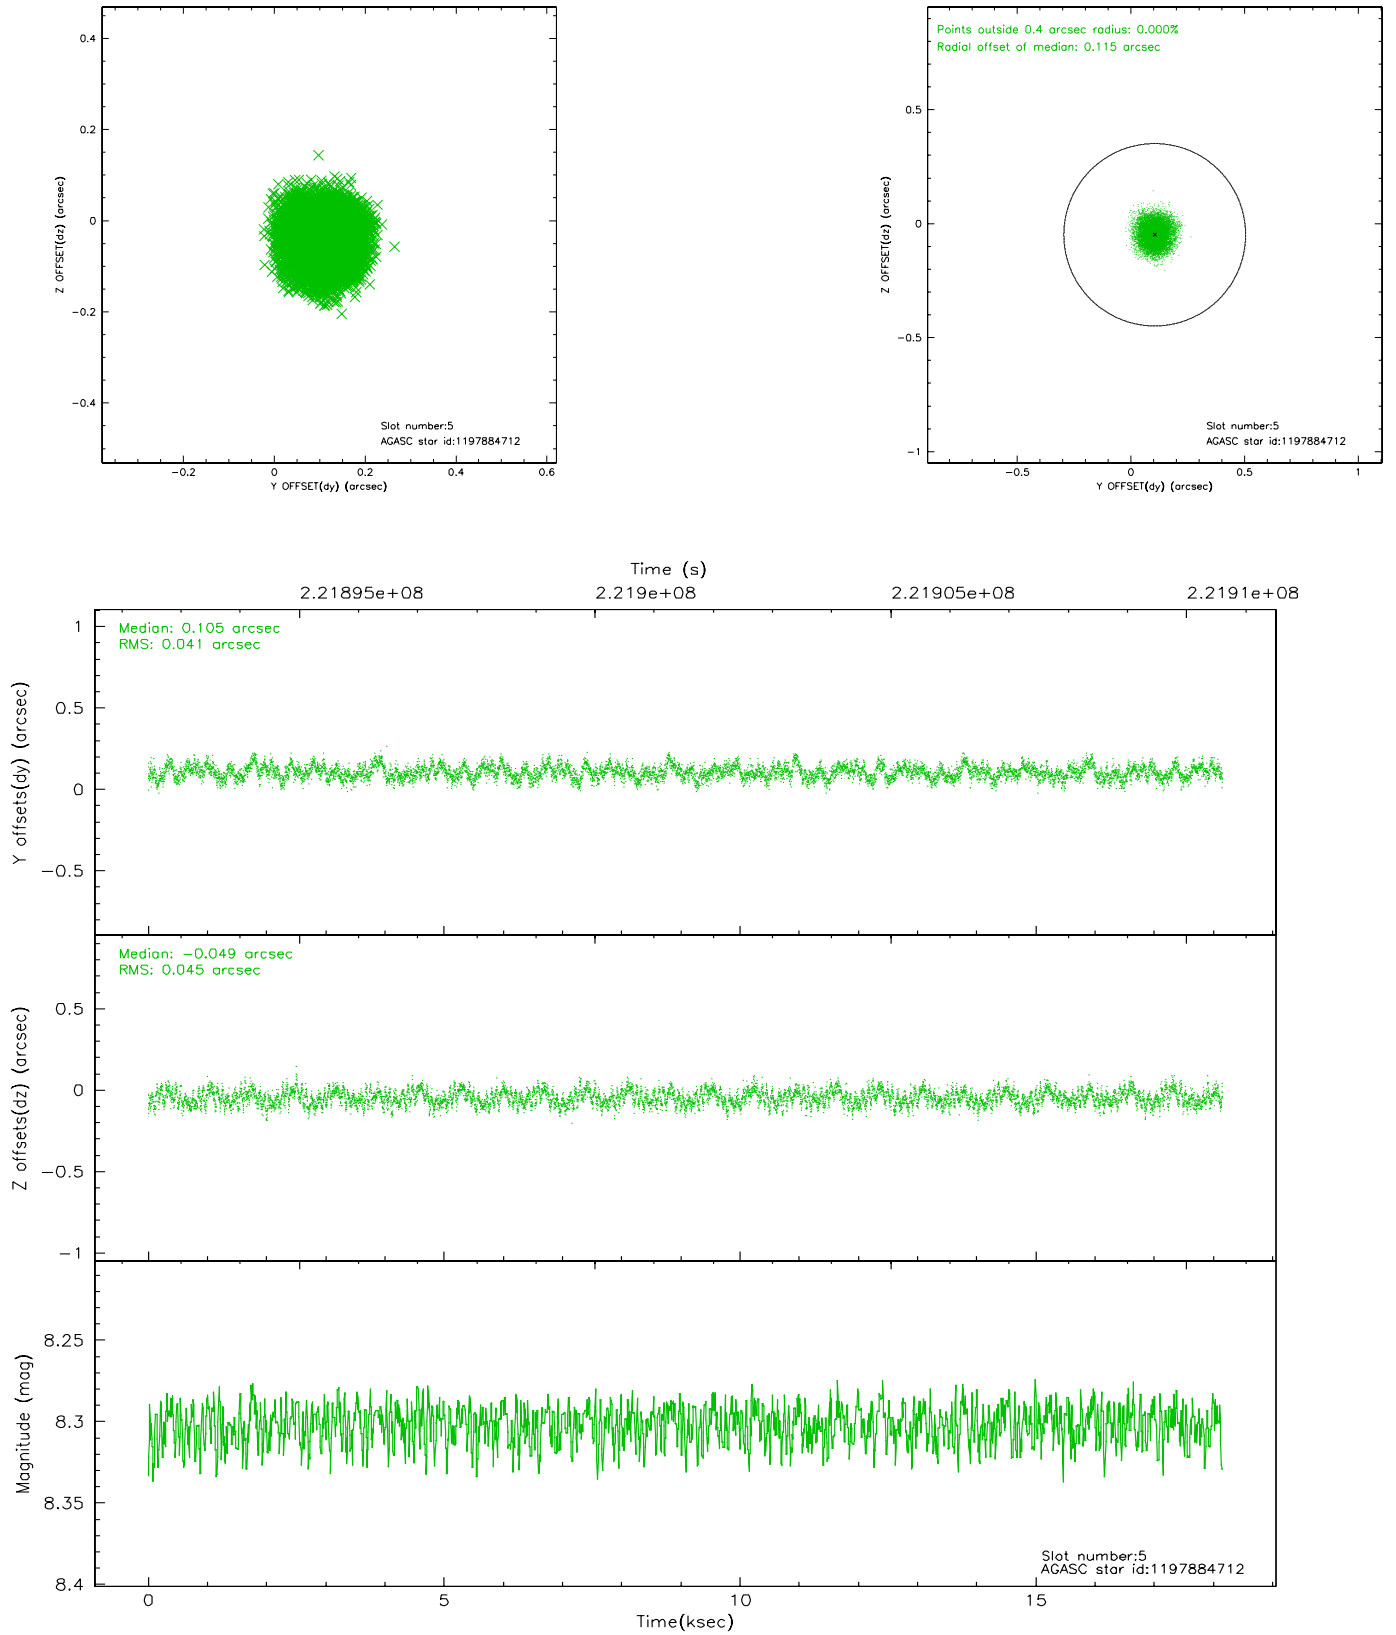 0.4
0.2
0
−0.2
−0.4
Z OFFSET(dz) (arcsec)
Slot number:5
AGASC star id:1197884712
−0.2 0 0.2 0.4 0.6
Y OFFSET(dy) (arcsec)
Points outside 0.4 arcsec radius: 0.000%
Radial offset of median: 0.115 arcsec
0.5
0
−0.5
−1
Z OFFSET(dz) (arcsec)
Slot number:5
AGASC star id:1197884712
−0.5 0 0.5 1
Y OFFSET(dy) (arcsec)
Time (s)
2.21895e+08 2.219e+08 2.21905e+08 2.2191e+08
Median: 0.105 arcsec
RMS: 0.041 arcsec
1
0.5
0
−0.5
Y offsets(dy) (arcsec)
Median: −0.049 arcsec
RMS: 0.045 arcsec
0.5
0
−0.5
−1
Z offsets(dz) (arcsec)
8.25
8.3
8.35
8.4
Magnitude (mag)
Slot number:5
AGASC star id:1197884712
0 5 10 15
Time(ksec)